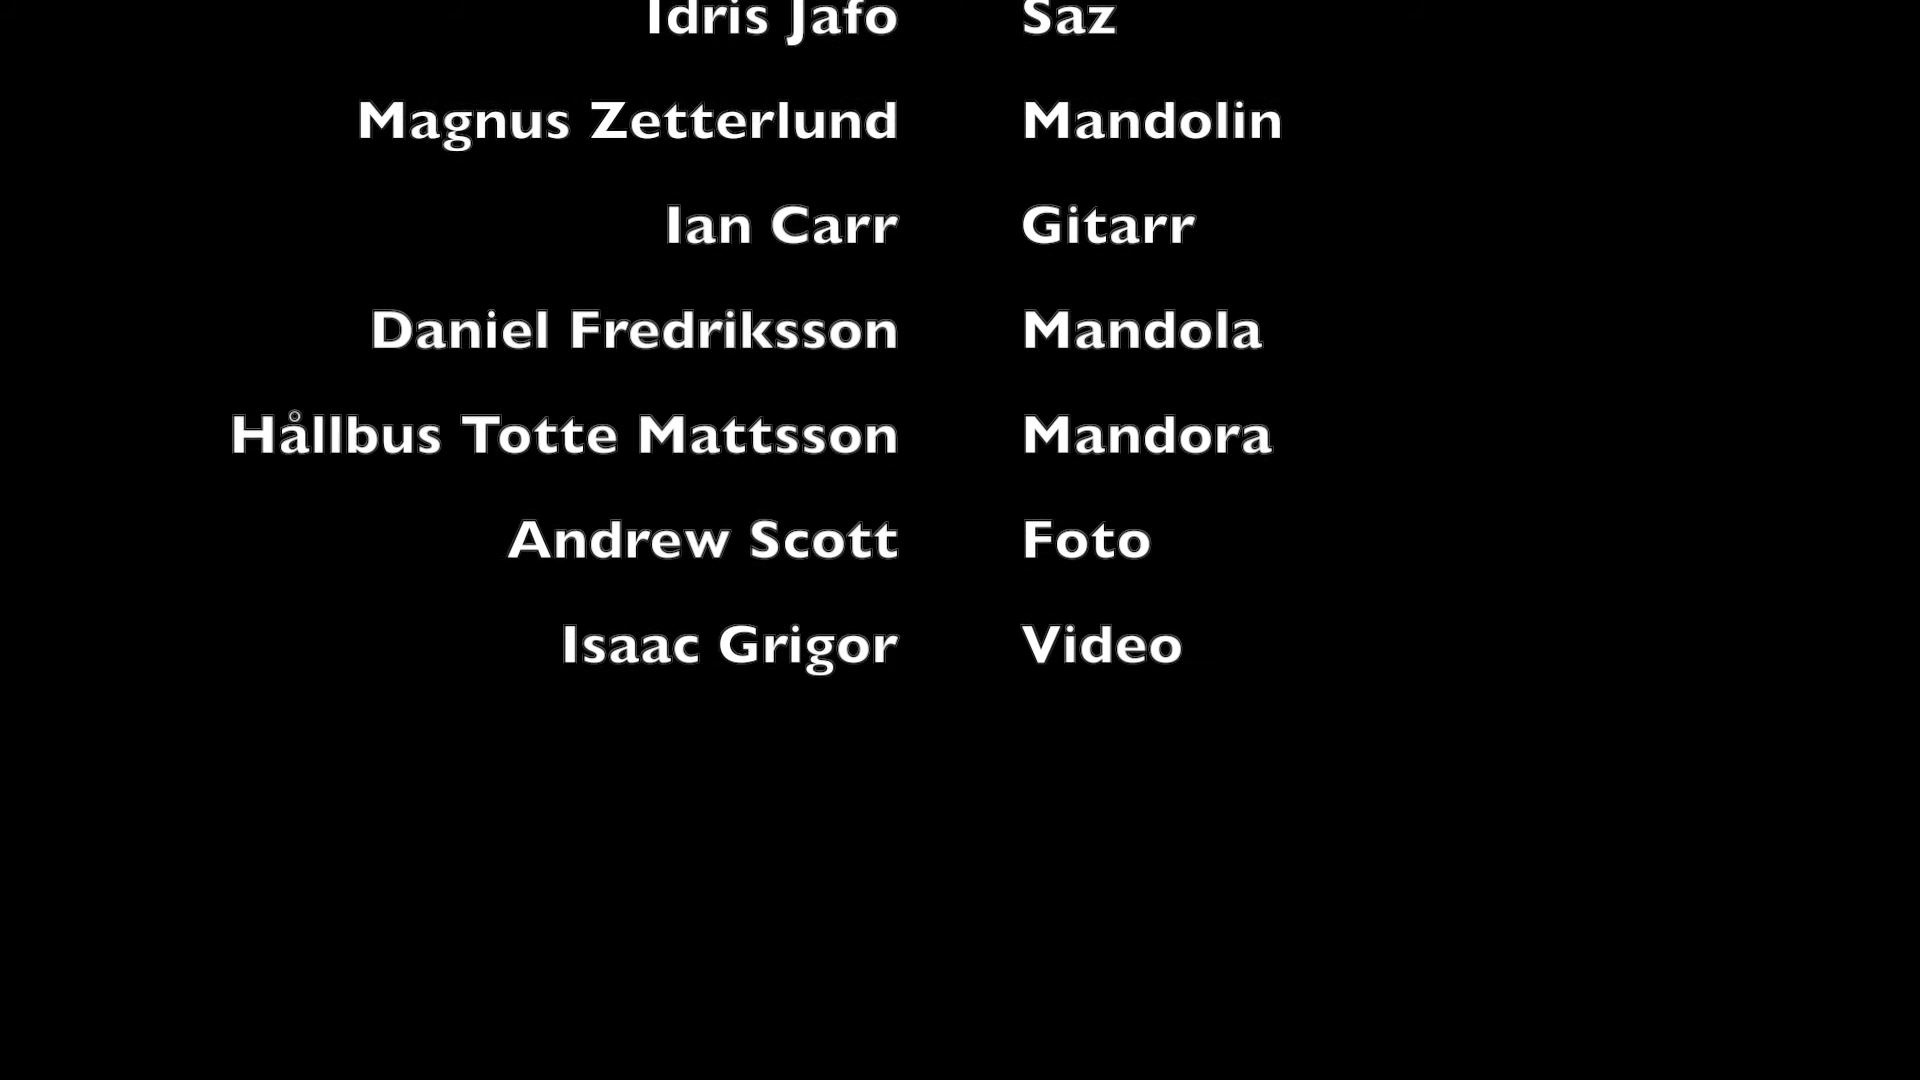 Idris Jafo Saz
Magnus Zetterlund Mandolin
Ian Carr Gitarr
Daniel Fredriksson Mandola
Hållbus Totte Mattsson Mandora
Andrew Scott Foto
Isaac Grigor Video